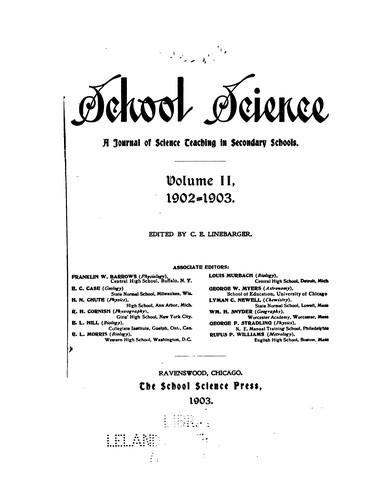 School Science
A Journal of Science Teaching in Secondary Schools.
Volume II,
1902-1903.
EDITED BY C. E. LINEBARGER.
ASSOCIATE EDITORS:
FRANKLIN W. BARROWS (Physiology),
Central High School, Buffalo, N. Y.
E. C. CASE (Geology)
State Normal School, Milwaukee, Wis.
H. N. CHUTE (Physics),
High School, Ann Arbor, Mich.
R. H. CORNISH (Physiography),
Girls' High School, New York City.
E. L. HILL (Biology),
Collegiate Institute, Guelph, Ont., Can.
E. L. MORRIS (Biology),
Western High School, Washington, D.C.
LOUIS MURBACH (Biology),
Central High School, Detroit, Mich.
GEORGE W. MYERS (Astronomy),
School of Education, University of Chicago
LYMAN C. NEWELL (Chemistry),
State Normal School, Lowell, Mass
WM. H. SNYDER (Geography),
Worcester Academy, Worcester, Mass
GEORGE P. STRADLING (Physics),
N. E. Manual Training School, Philadelphia
RUFUS P. WILLIAMS (Metrology),
English High School, Boston, Mass
RAVENSWOOD, CHICAGO.
The School Science Press,
1903.
LIBR
LELAND